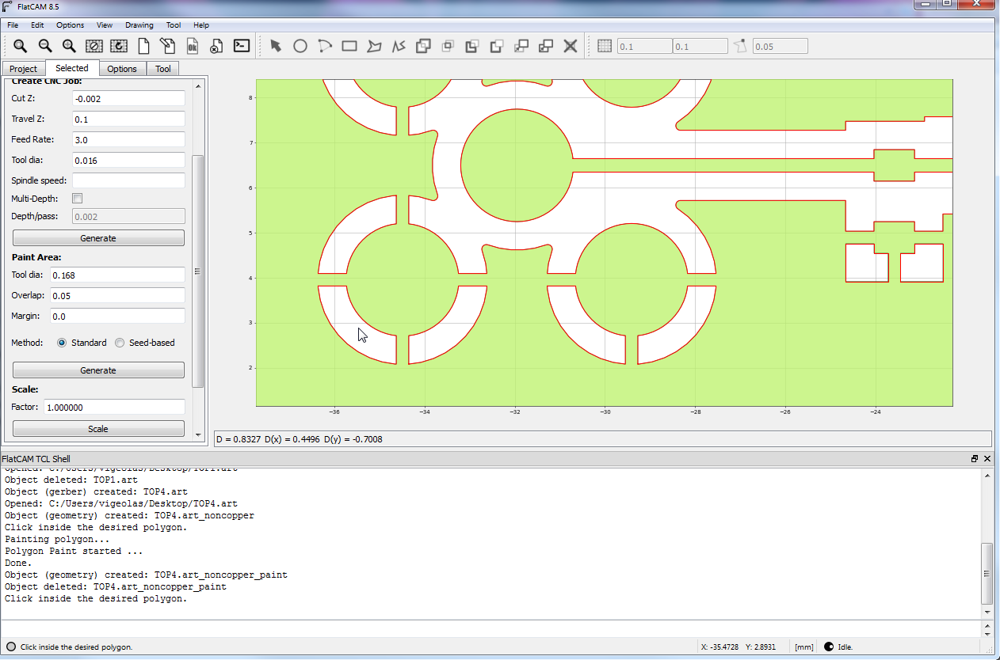 FlatCAM 8.5
File Edit Options View Drawing Tool Help
0.1 0.1 0.05
Project Selected Options Tool
Create CNC Job:
Cut Z: -0.002
Travel Z: 0.1
Feed Rate: 3.0
Tool dia: 0.016
Spindle speed:
Multi-Depth:
Depth/pass: 0.002
Generate
Paint Area:
Tool dia: 0.168
Overlap: 0.05
Margin: 0.0
Method: Standard Seed-based
Generate
Scale:
Factor: 1.000000
Scale
8
7
6
5
4
3
2
−36 −34 −32 −30 −28 −26 −24
D = 0.8327 D(x) = 0.4496 D(y) = -0.7008
FlatCAM TCL Shell
Opened: C:/Users/vigeolas/Desktop/TOP1.art
Object deleted: TOP1.art
Object (gerber) created: TOP4.art
Opened: C:/Users/vigeolas/Desktop/TOP4.art
Object (geometry) created: TOP4.art_noncopper
Click inside the desired polygon.
Painting polygon...
Polygon Paint started ...
Done.
Object (geometry) created: TOP4.art_noncopper_paint
Object deleted: TOP4.art_noncopper_paint
Click inside the desired polygon.
Click inside the desired polygon. X: -35.4728 Y: 2.8931 [mm] Idle.